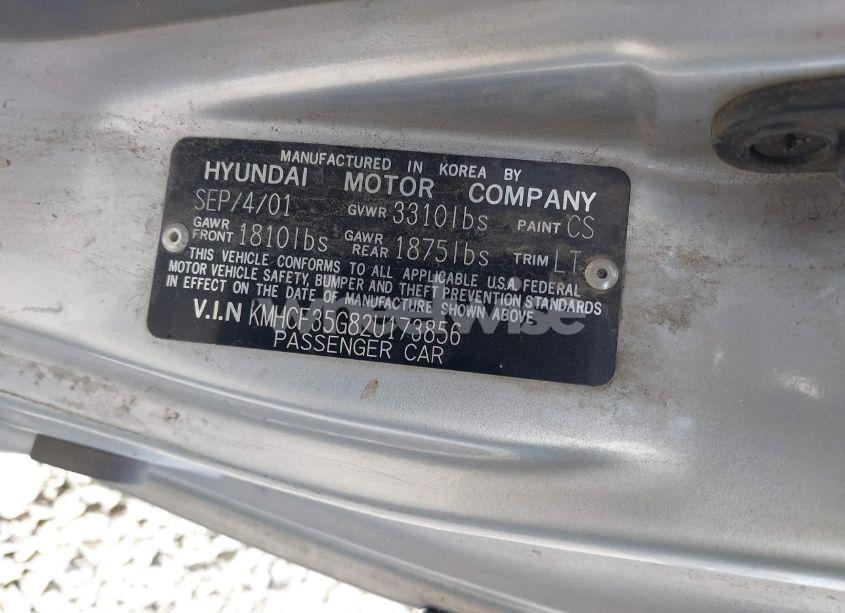 MANUFACTURED IN KOREA BY
HYUNDAI MOTOR COMPANY
SEP/4/01 GVWR 3310lbs PAINT CS
GAWR FRONT 1810lbs GAWR REAR 1875lbs TRIM LT
THIS VEHICLE CONFORMS TO ALL APPLICABLE U.S.A. FEDERAL
MOTOR VEHICLE SAFETY, BUMPER AND THEFT PREVENTION STANDARDS
IN EFFECT ON THE DATE OF MANUFACTURE SHOWN ABOVE.
V.I.N KMHCF35G82U173856
PASSENGER CAR